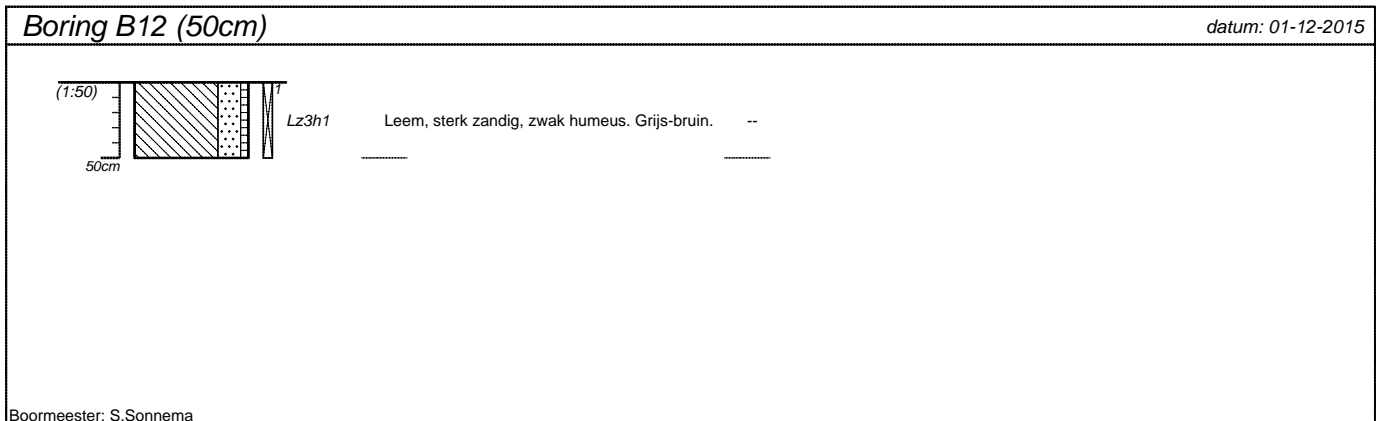 Boring B12 (50cm)
datum: 01-12-2015
(1:50)
1
Lz3h1 Leem, sterk zandig, zwak humeus. Grijs-bruin. --
50cm
Boormeester: S.Sonnema